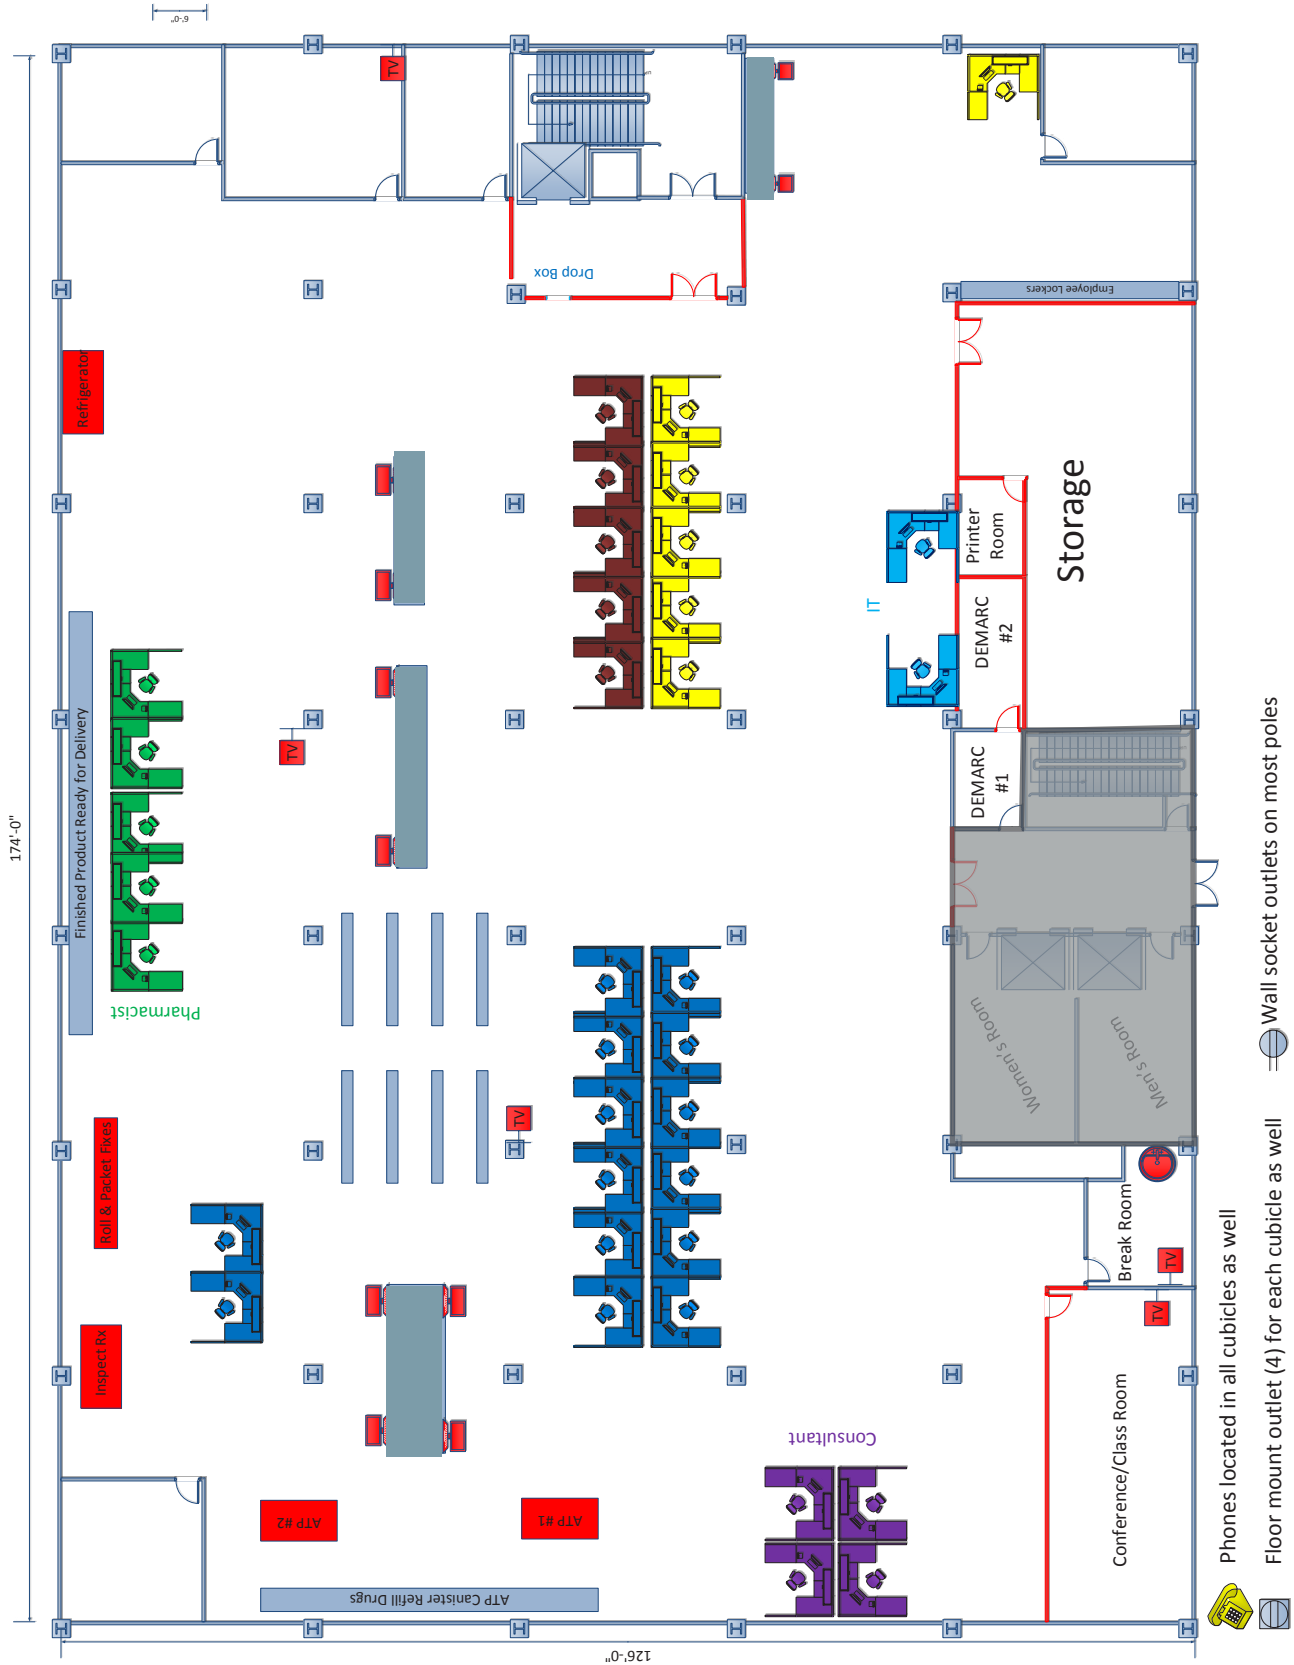 6'-0"
174'-0"
126'-0"
TV
Drop Box
Employee Lockers
Refrigerator
Storage
Printer
Room
IT
DEMARC
#2
DEMARC
#1
Finished Product Ready for Delivery
Pharmacist
TV
TV
Women's Room
Men's Room
Roll & Packet Fixes
Inspect Rx
Break Room
TV
TV
Conference/Class Room
Consultant
ATP #2
ATP #1
ATP Canister Refill Drugs
Phones located in all cubicles as well
Floor mount outlet (4) for each cubicle as well
Wall socket outlets on most poles